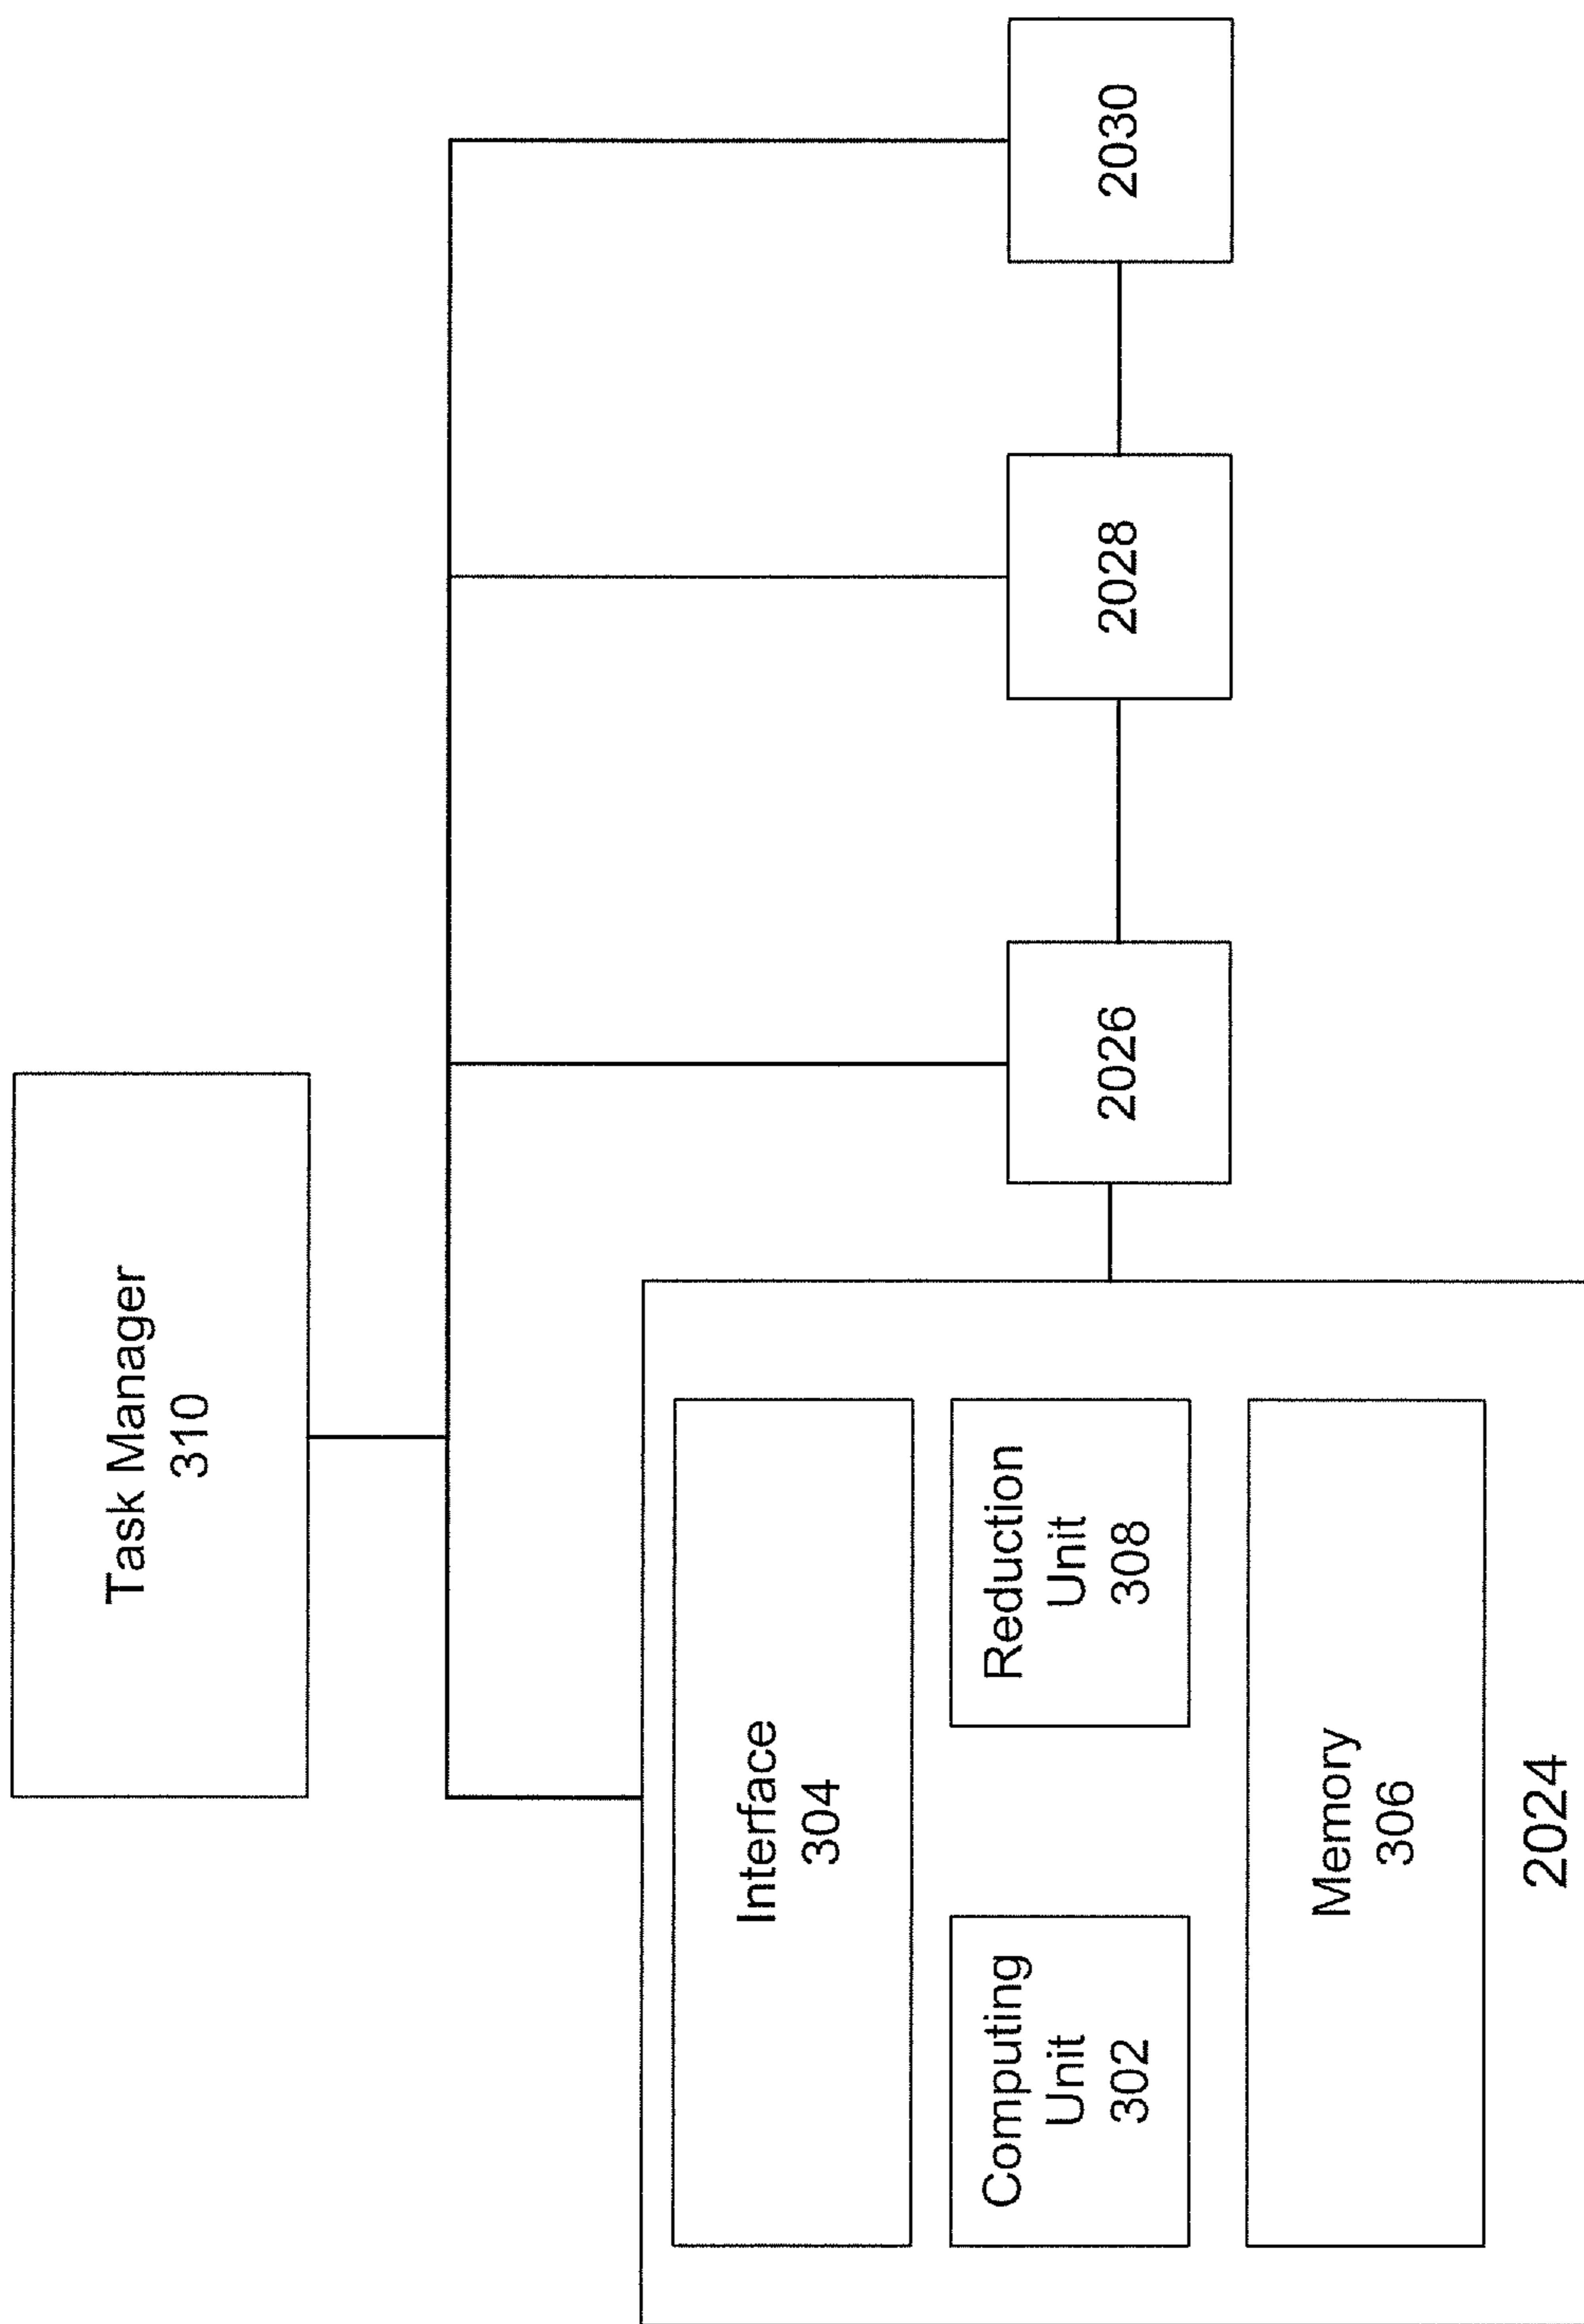 Task Manager
310
Interface
304
Computing
Unit
302
Reduction
Unit
308
Memory
306
2024
2026
2028
2030